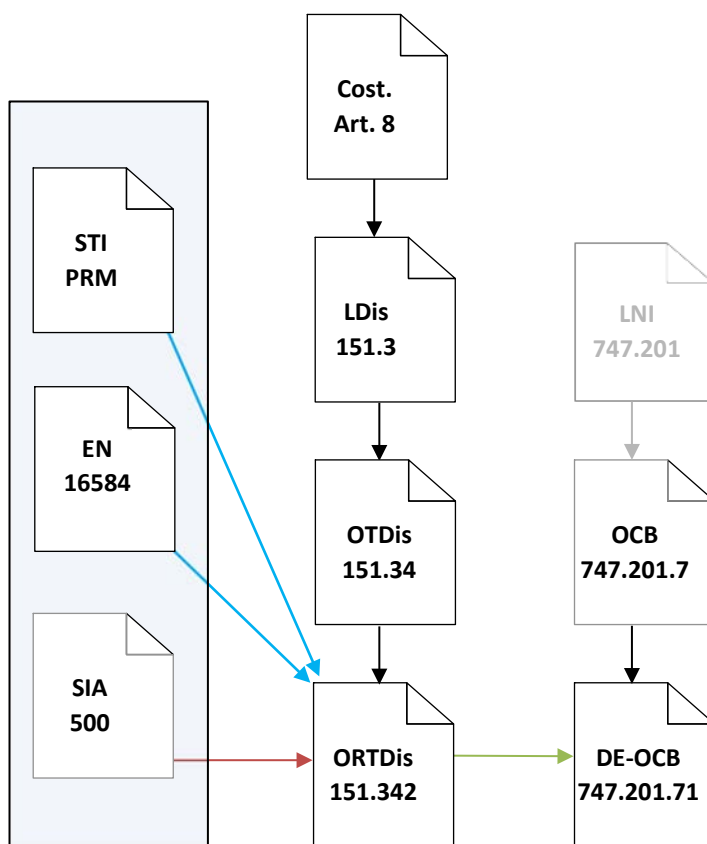 Cost.
Art. 8
STI
PRM
LDis
151.3
LNI
747.201
EN
16584
OTDis
151.34
OCB
747.201.7
SIA
500
ORTDis
151.342
DE-OCB
747.201.71